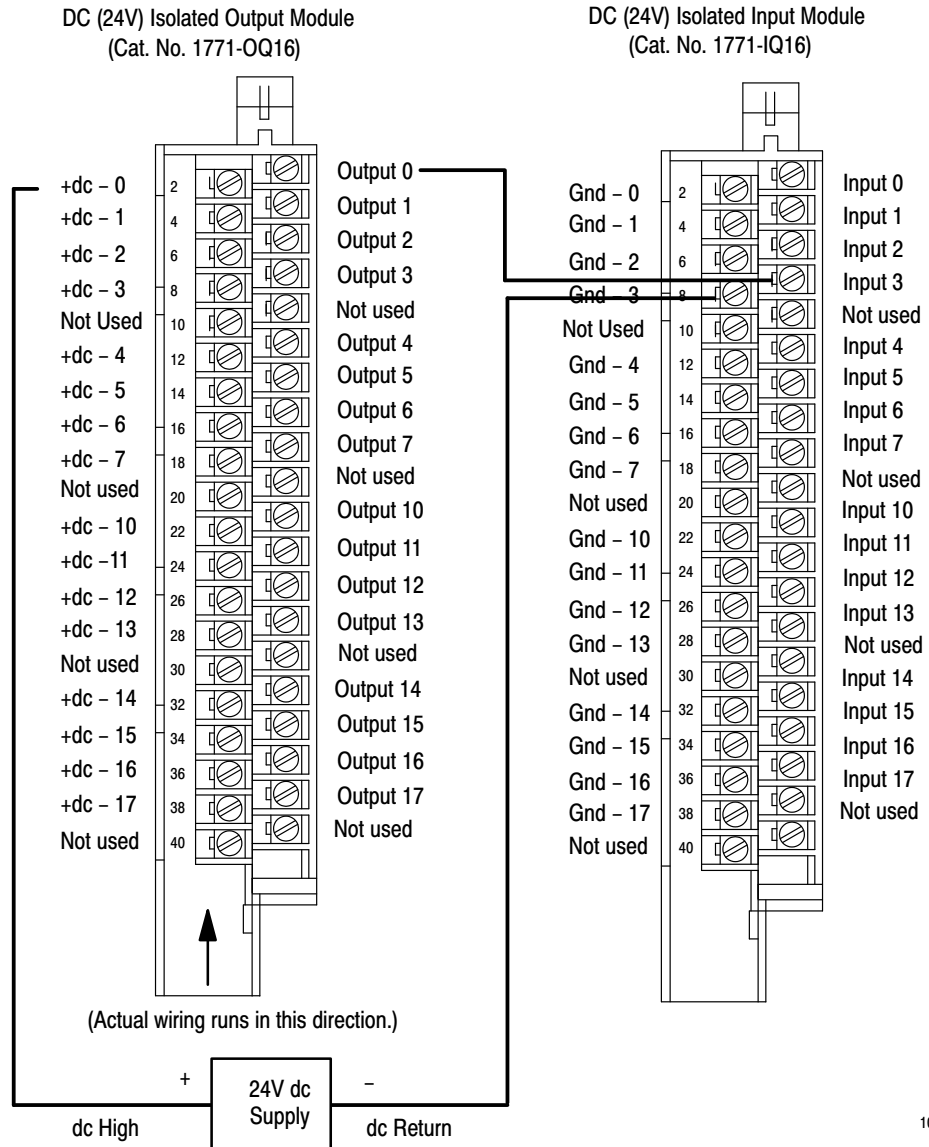 DC (24V) Isolated Output Module
(Cat. No. 1771-OQ16)
DC (24V) Isolated Input Module
(Cat. No. 1771-IQ16)
+dc – 0 2 Output 0
+dc – 1 4 Output 1
+dc – 2 6 Output 2
+dc – 3 8 Output 3
Not Used 10 Not used
+dc – 4 12 Output 4
+dc – 5 14 Output 5
+dc – 6 16 Output 6
+dc – 7 18 Output 7
Not used 20 Not used
+dc – 10 22 Output 10
+dc –11 24 Output 11
+dc – 12 26 Output 12
+dc – 13 28 Output 13
Not used 30 Not used
+dc – 14 32 Output 14
+dc – 15 34 Output 15
+dc – 16 36 Output 16
+dc – 17 38 Output 17
Not used 40 Not used
Gnd – 0 2 Input 0
Gnd – 1 4 Input 1
Gnd – 2 6 Input 2
Gnd – 3 8 Input 3
Not Used 10 Not used
Gnd – 4 12 Input 4
Gnd – 5 14 Input 5
Gnd – 6 16 Input 6
Gnd – 7 18 Input 7
Not used 20 Not used
Gnd – 10 22 Input 10
Gnd – 11 24 Input 11
Gnd – 12 26 Input 12
Gnd – 13 28 Input 13
Not used 30 Not used
Gnd – 14 32 Input 14
Gnd – 15 34 Input 15
Gnd – 16 36 Input 16
Gnd – 17 38 Input 17
Not used 40 Not used
(Actual wiring runs in this direction.)
+ 24V dc –
Supply
dc High dc Return